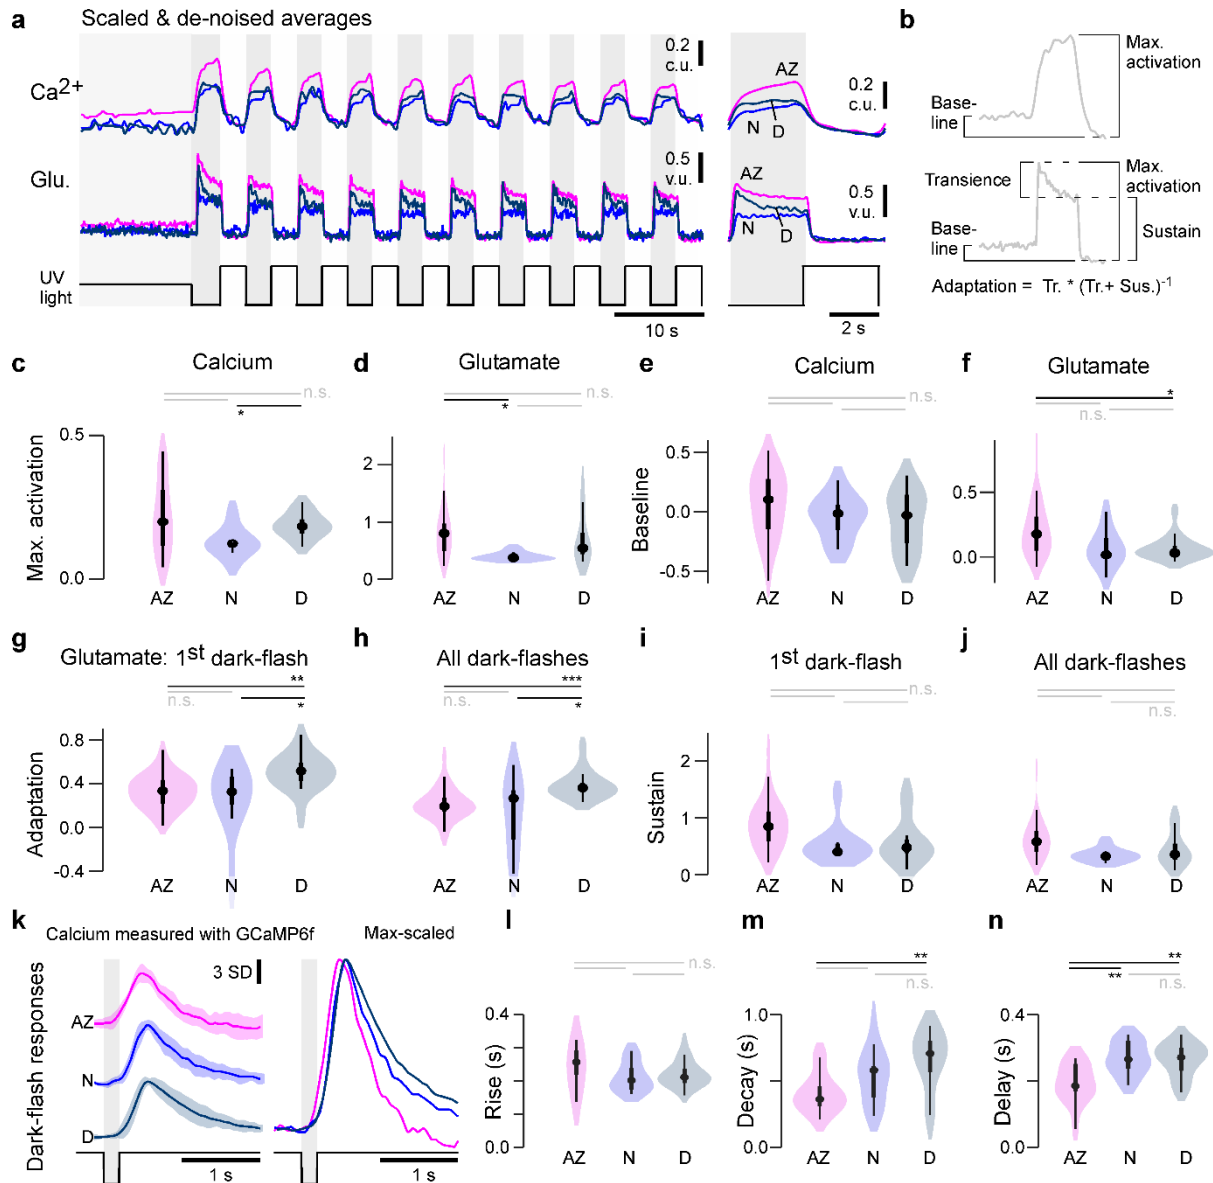 a Scaled & de-noised averages
Ca2+
0.2
c.u.
AZ
N
D
0.2
c.u.
Glu.
0.5
v.u.
AZ
N
D
0.5
v.u.
UV
light
10 s
2 s
b
Base-
line
Max.
activation
Transience
Base-
line
Max.
activation
Sustain
Adaptation = Tr. * (Tr.+ Sus.)-1
c Calcium
n.s.
*
Max. activation
0.5
0.0
AZ N D
d Glutamate
n.s.
*
2
1
0
AZ N D
e Calcium
n.s.
Baseline
0.5
0.0
-0.5
AZ N D
f Glutamate
*
n.s.
0.5
0.0
AZ N D
g Glutamate: 1st dark-flash
**
n.s.
*
Adaptation
0.8
0.4
0.0
-0.4
AZ N D
h All dark-flashes
***
n.s.
*
AZ N D
i 1st dark-flash
n.s.
Sustain
2
1
0
AZ N D
j All dark-flashes
n.s.
AZ N D
k Calcium measured with GCaMP6f
Max-scaled
Dark-flash responses
3 SD
AZ
N
D
1 s
1 s
l
n.s.
Rise (s)
0.4
0.0
AZ N D
m
**
n.s.
Decay (s)
1.0
0.0
AZ N D
n
**
**
n.s.
Delay (s)
0.4
0.0
AZ N D